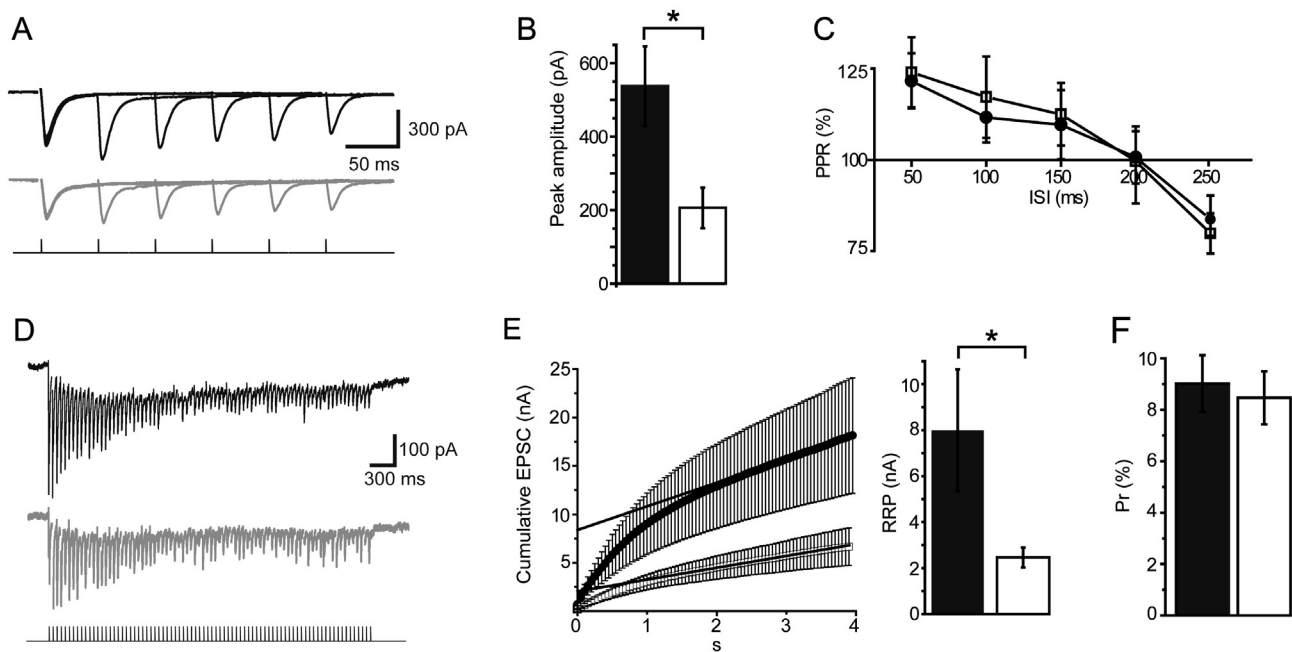 A
300 pA
50 ms
B
*
Peak amplitude (pA)
600
400
200
0
C
125
100
75
PPR (%)
50 100 150 200 250
ISI (ms)
D
100 pA
300 ms
E
Cumulative EPSC (nA)
25
20
15
10
5
0 1 2 3 4
s
*
RRP (nA)
10
8
6
4
2
0
F
Pr (%)
10
8
6
4
2
0